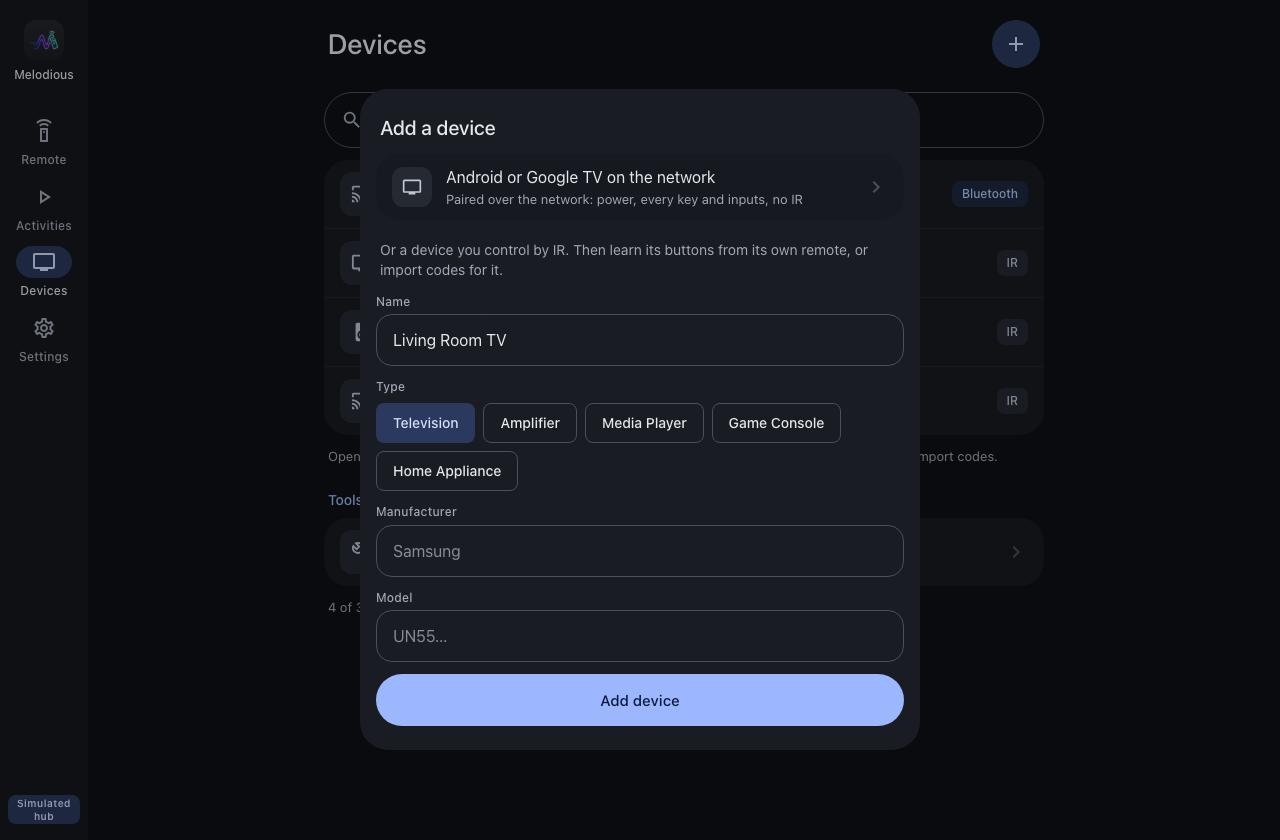 Melodious
Remote
Activities
Devices
Settings
Simulated
hub
Devices
Bluetooth
IR
IR
IR
Open
mport codes.
Tools
4 of
Add a device
Android or Google TV on the network
Paired over the network: power, every key and inputs, no IR
Or a device you control by IR. Then learn its buttons from its own remote, or
import codes for it.
Name
Living Room TV
Type
Television
Amplifier
Media Player
Game Console
Home Appliance
Manufacturer
Samsung
Model
UN55...
Add device